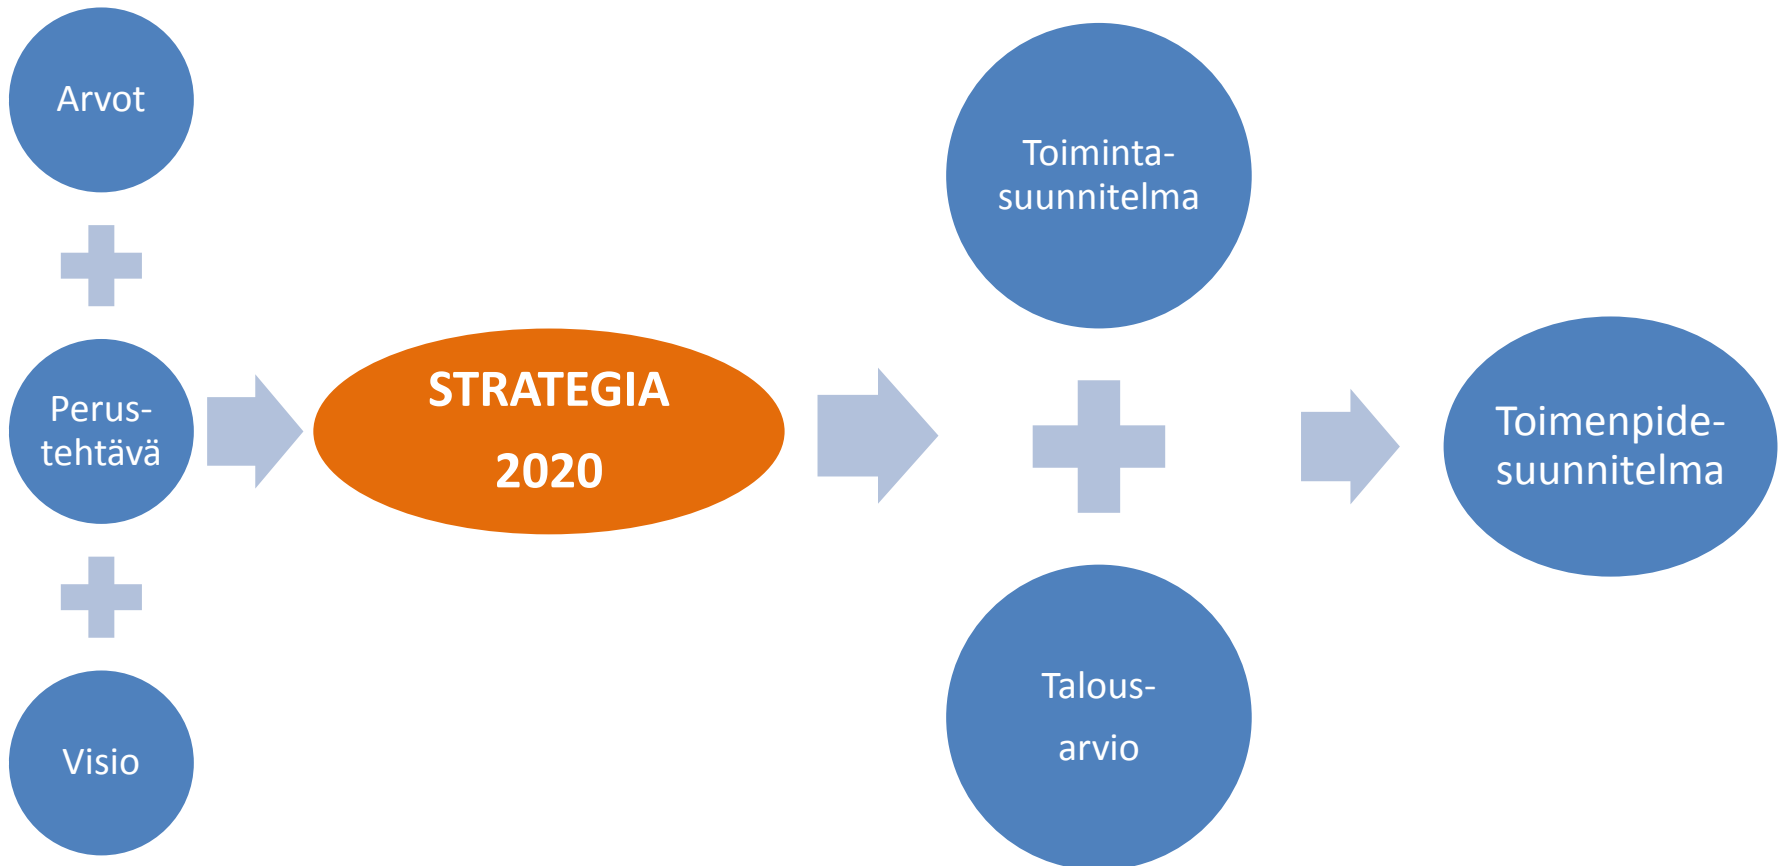 Arvot
Perus-
tehtävä
Visio
STRATEGIA
2020
Toiminta-
suunnitelma
Talous-
arvio
Toimenpide-
suunnitelma